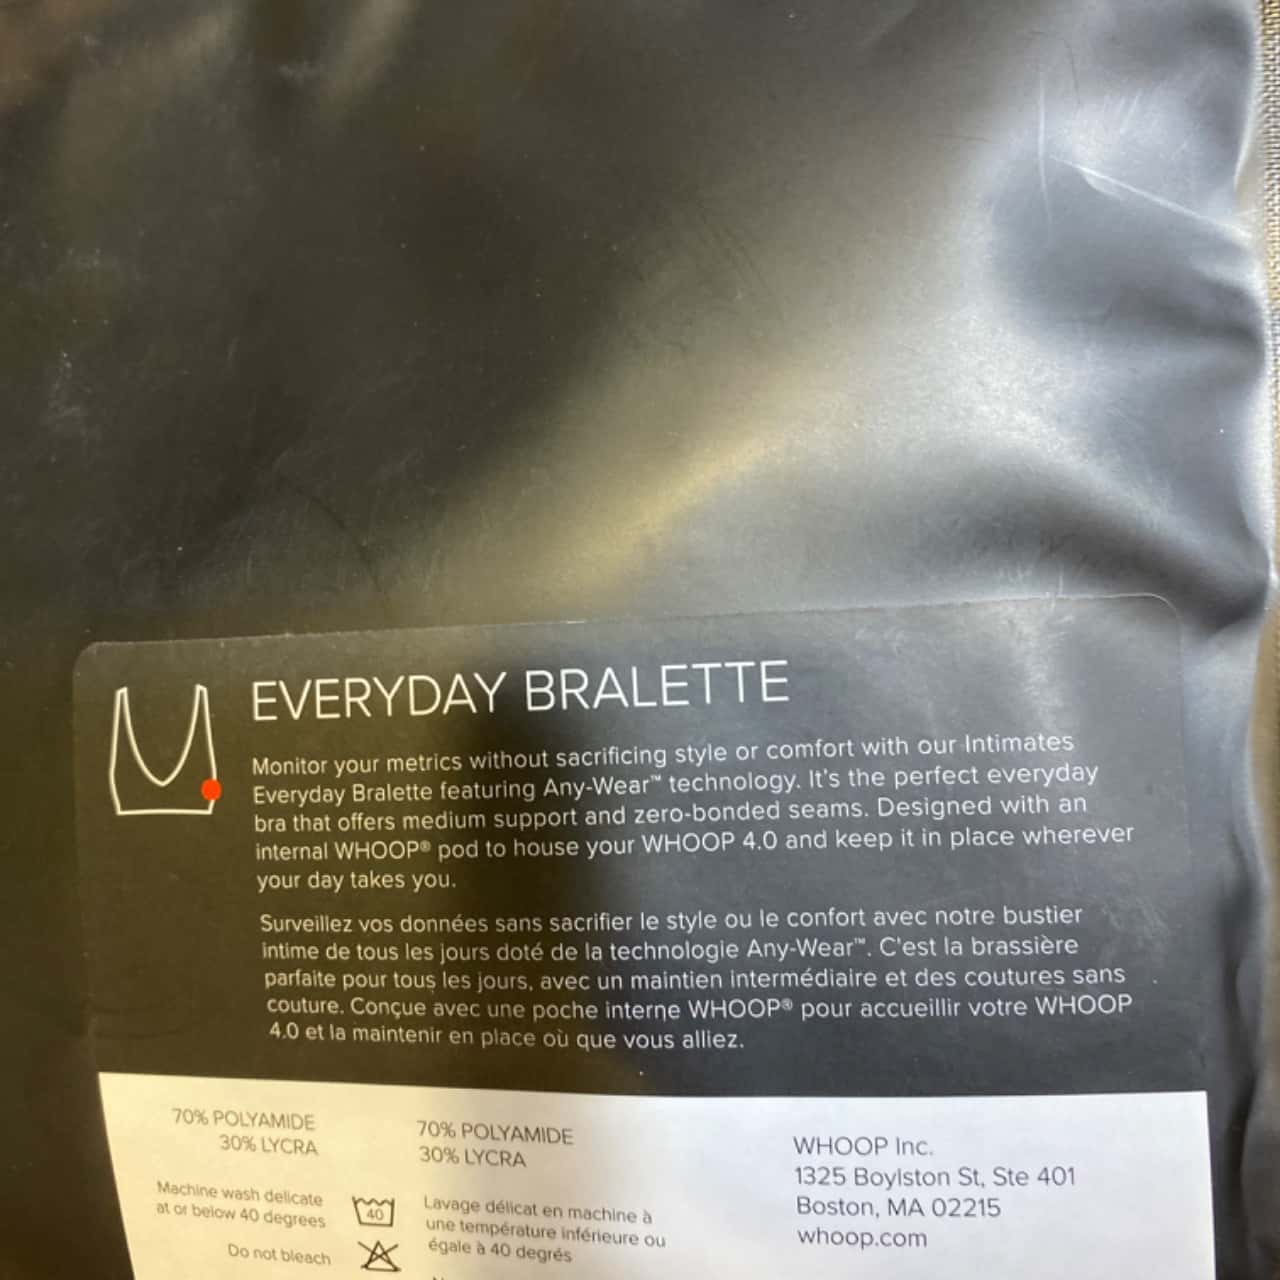 EVERYDAY BRALETTE
Monitor your metrics without sacrificing style or comfort with our Intimates
Everyday Bralette featuring Any-Wear™ technology. It's the perfect everyday
bra that offers medium support and zero-bonded seams. Designed with an
internal WHOOP® pod to house your WHOOP 4.0 and keep it in place wherever
your day takes you.
Surveillez vos données sans sacrifier le style ou le confort avec notre bustier
intime de tous les jours doté de la technologie Any-Wear™. C'est la brassière
parfaite pour tous les jours, avec un maintien intermédiaire et des coutures sans
couture. Conçue avec une poche interne WHOOP® pour accueillir votre WHOOP
4.0 et la maintenir en place où que vous alliez.
70% POLYAMIDE
30% LYCRA
Machine wash delicate
at or below 40 degrees
Do not bleach
40
70% POLYAMIDE
30% LYCRA
Lavage délicat en machine à
une température inférieure ou
égale à 40 degrés
WHOOP Inc.
1325 Boylston St, Ste 401
Boston, MA 02215
whoop.com